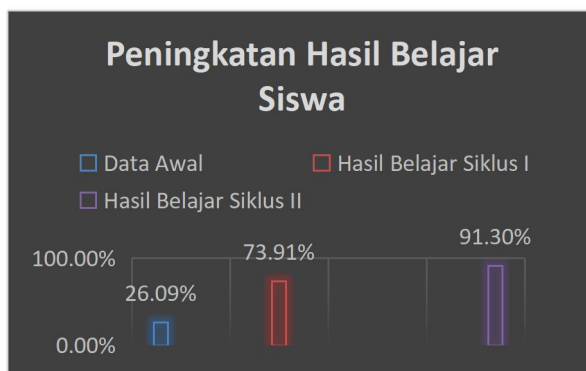 Peningkatan Hasil Belajar
Siswa
Data Awal
Hasil Belajar Siklus I
Hasil Belajar Siklus II
100.00%
0.00%
26.09%
73.91%
91.30%